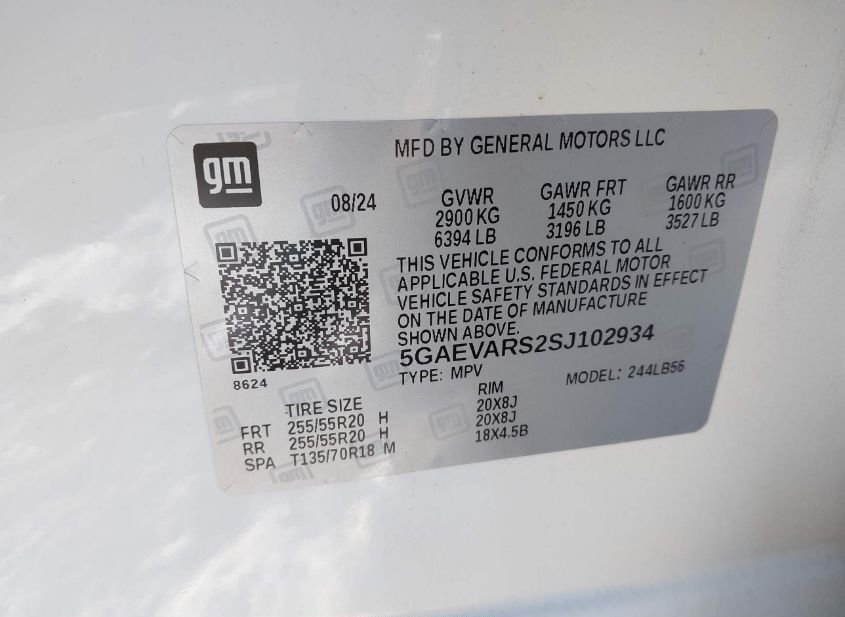 gm
MFD BY GENERAL MOTORS LLC
08/24
GVWR GAWR FRT GAWR RR
2900 KG 1450 KG 1600 KG
6394 LB 3196 LB 3527 LB
THIS VEHICLE CONFORMS TO ALL
APPLICABLE U.S. FEDERAL MOTOR
VEHICLE SAFETY STANDARDS IN EFFECT
ON THE DATE OF MANUFACTURE
SHOWN ABOVE.
5GAEVARS2SJ102934
8624
TYPE: MPV MODEL: 244LB56
TIRE SIZE RIM
FRT 255/55R20 H 20X8J
RR 255/55R20 H 20X8J
SPA T135/70R18 M 18X4.5B